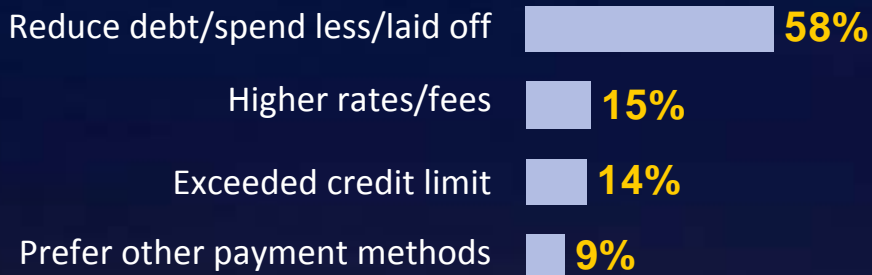 Reduce debt/spend less/laid off 58%
Higher rates/fees 15%
Exceeded credit limit 14%
Prefer other payment methods 9%